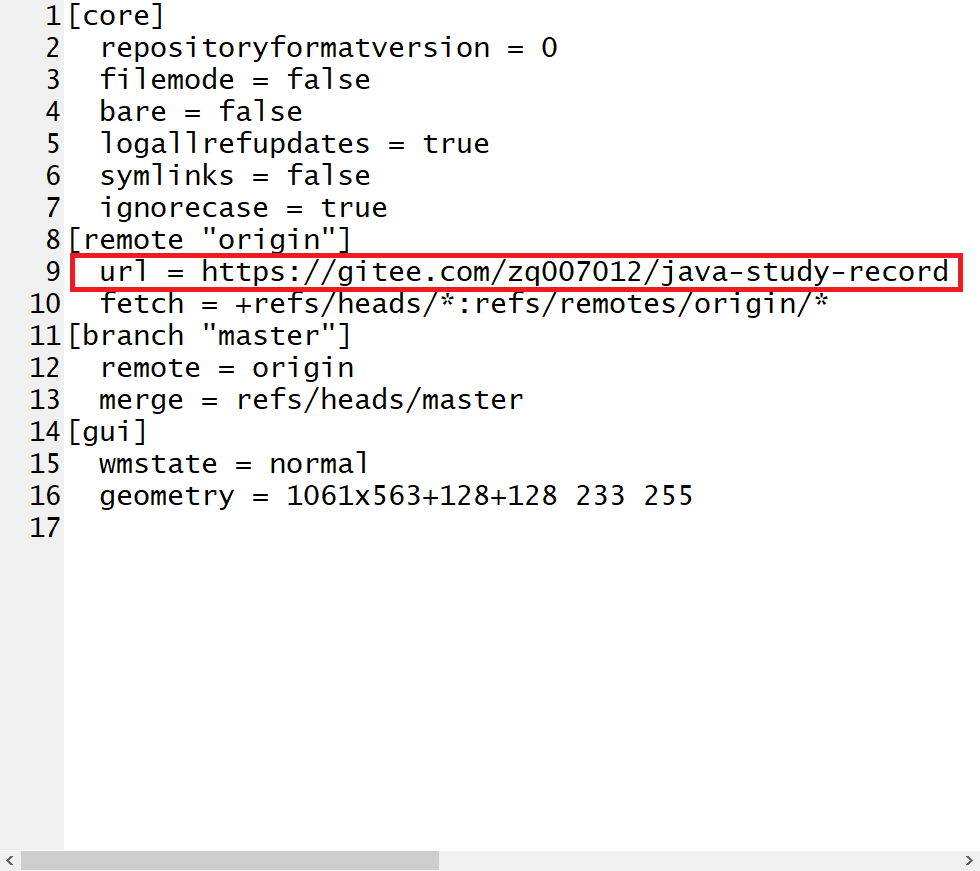 1 [core]
2   repositoryformatversion = 0
3   filemode = false
4   bare = false
5   logallrefupdates = true
6   symlinks = false
7   ignorecase = true
8 [remote "origin"]
9   url = https://gitee.com/zq007012/java-study-record
10   fetch = +refs/heads/*:refs/remotes/origin/*
11 [branch "master"]
12   remote = origin
13   merge = refs/heads/master
14 [gui]
15   wmstate = normal
16   geometry = 1061x563+128+128 233 255
17